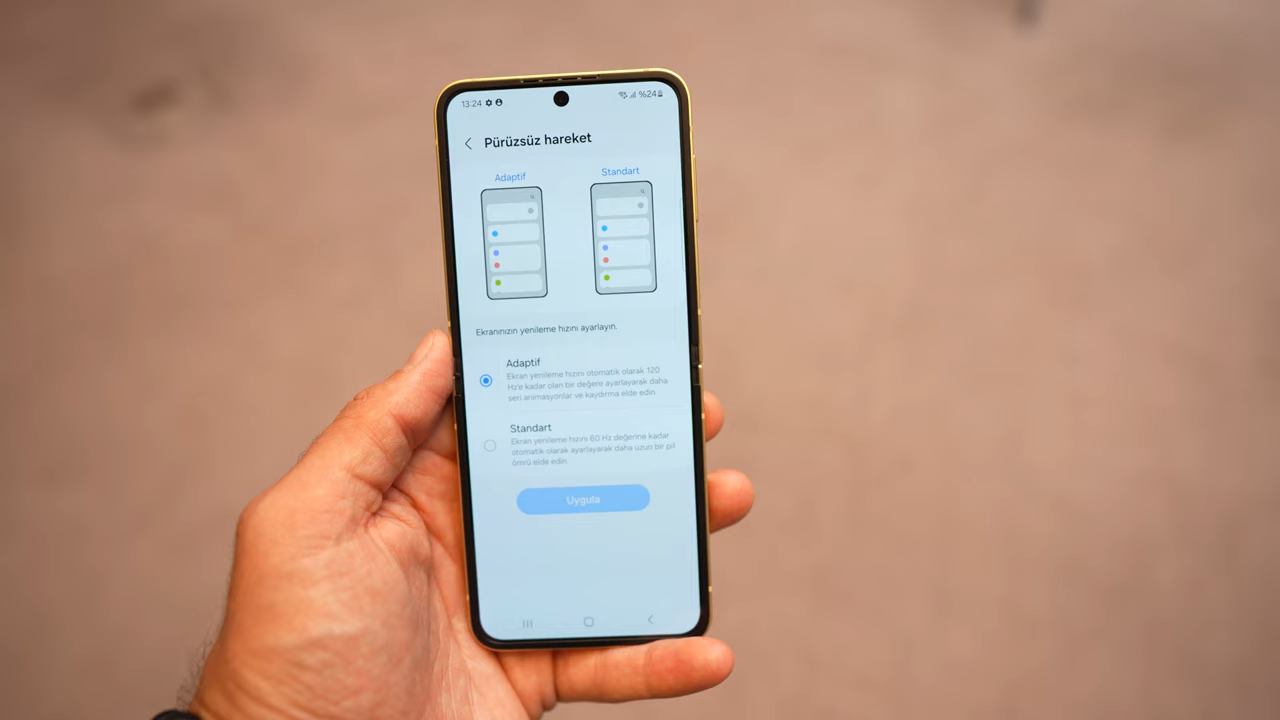 13:24 %24
Pürüzsüz hareket
Adaptif Standart
Ekranınızın yenileme hızını ayarlayın.
Adaptif
Ekran yenileme hızını otomatik olarak 120
Hz'e kadar olan bir değere ayarlayarak daha
seri animasyonlar ve kaydırma elde edin
Standart
Ekran yenileme hızını 60 Hz değerine kadar
otomatik olarak ayarlayarak daha uzun bir pil
ömrü elde edin
Uygula